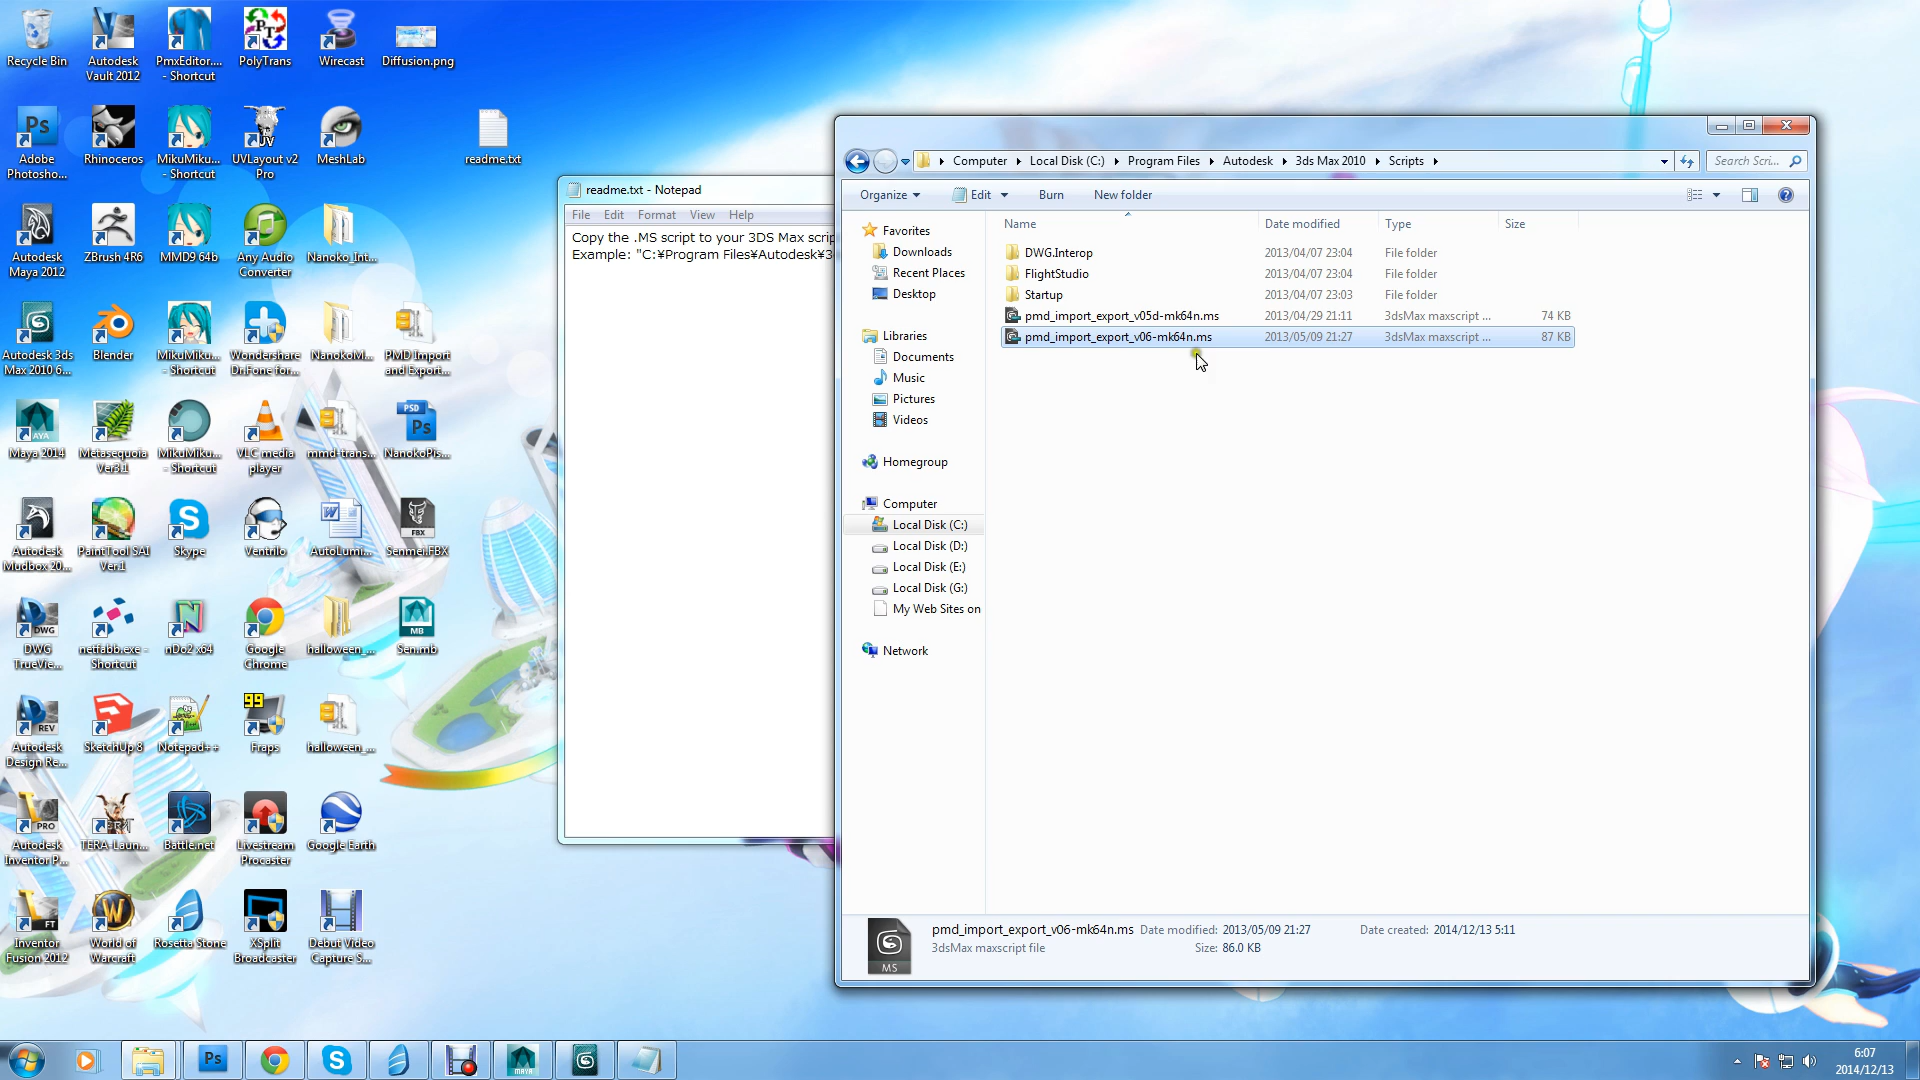 Recycle Bin
Autodesk
Vault 2012
PmxEditor....
- Shortcut
PolyTrans
Wirecast
Diffusion.png
Adobe
Photosho...
Rhinoceros
MikuMiku...
- Shortcut
UVLayout v2
Pro
MeshLab
readme.txt
Autodesk
Maya 2012
ZBrush 4R6
MMD9 64b
Any Audio
Converter
Nanoko_Int...
Autodesk 3ds
Max 2010 6...
Blender
MikuMiku...
- Shortcut
Wondershare
Dr.Fone for...
NanokoM...
PMD Import
and Export...
Maya 2014
Metasequoia
Ver3.1
MikuMiku...
- Shortcut
VLC media
player
mmd-trans...
NanokoPis...
Autodesk
Mudbox 20...
PaintTool SAI
Ver.1
Skype
Ventrilo
AutoLumi...
Senmei.FBX
DWG
TrueVie...
netfabb.exe -
Shortcut
nDo2 x64
Google
Chrome
halloween_...
Sen.mb
Autodesk
Design Re...
SketchUp 8
Notepad++
Fraps
halloween_...
Autodesk
Inventor P...
TERA-Laun...
Battle.net
Livestream
Procaster
Google Earth
Inventor
Fusion 2012
World of
Warcraft
Rosetta Stone
XSplit
Broadcaster
Debut Video
Capture S...
readme.txt - Notepad
File Edit Format View Help
Copy the .MS script to your 3DS Max scrip
Example: "C:¥Program Files¥Autodesk¥3
Computer Local Disk (C:) Program Files Autodesk 3ds Max 2010 Scripts
Search Scri...
Organize Edit Burn New folder
Favorites
Downloads
Recent Places
Desktop
Libraries
Documents
Music
Pictures
Videos
Homegroup
Computer
Local Disk (C:)
Local Disk (D:)
Local Disk (E:)
Local Disk (G:)
My Web Sites on
Network
Name Date modified Type Size
DWG.Interop 2013/04/07 23:04 File folder
FlightStudio 2013/04/07 23:04 File folder
Startup 2013/04/07 23:03 File folder
pmd_import_export_v05d-mk64n.ms 2013/04/29 21:11 3dsMax maxscript ... 74 KB
pmd_import_export_v06-mk64n.ms 2013/05/09 21:27 3dsMax maxscript ... 87 KB
MS
pmd_import_export_v06-mk64n.ms Date modified: 2013/05/09 21:27 Date created: 2014/12/13 5:11
3dsMax maxscript file Size: 86.0 KB
6:07
2014/12/13